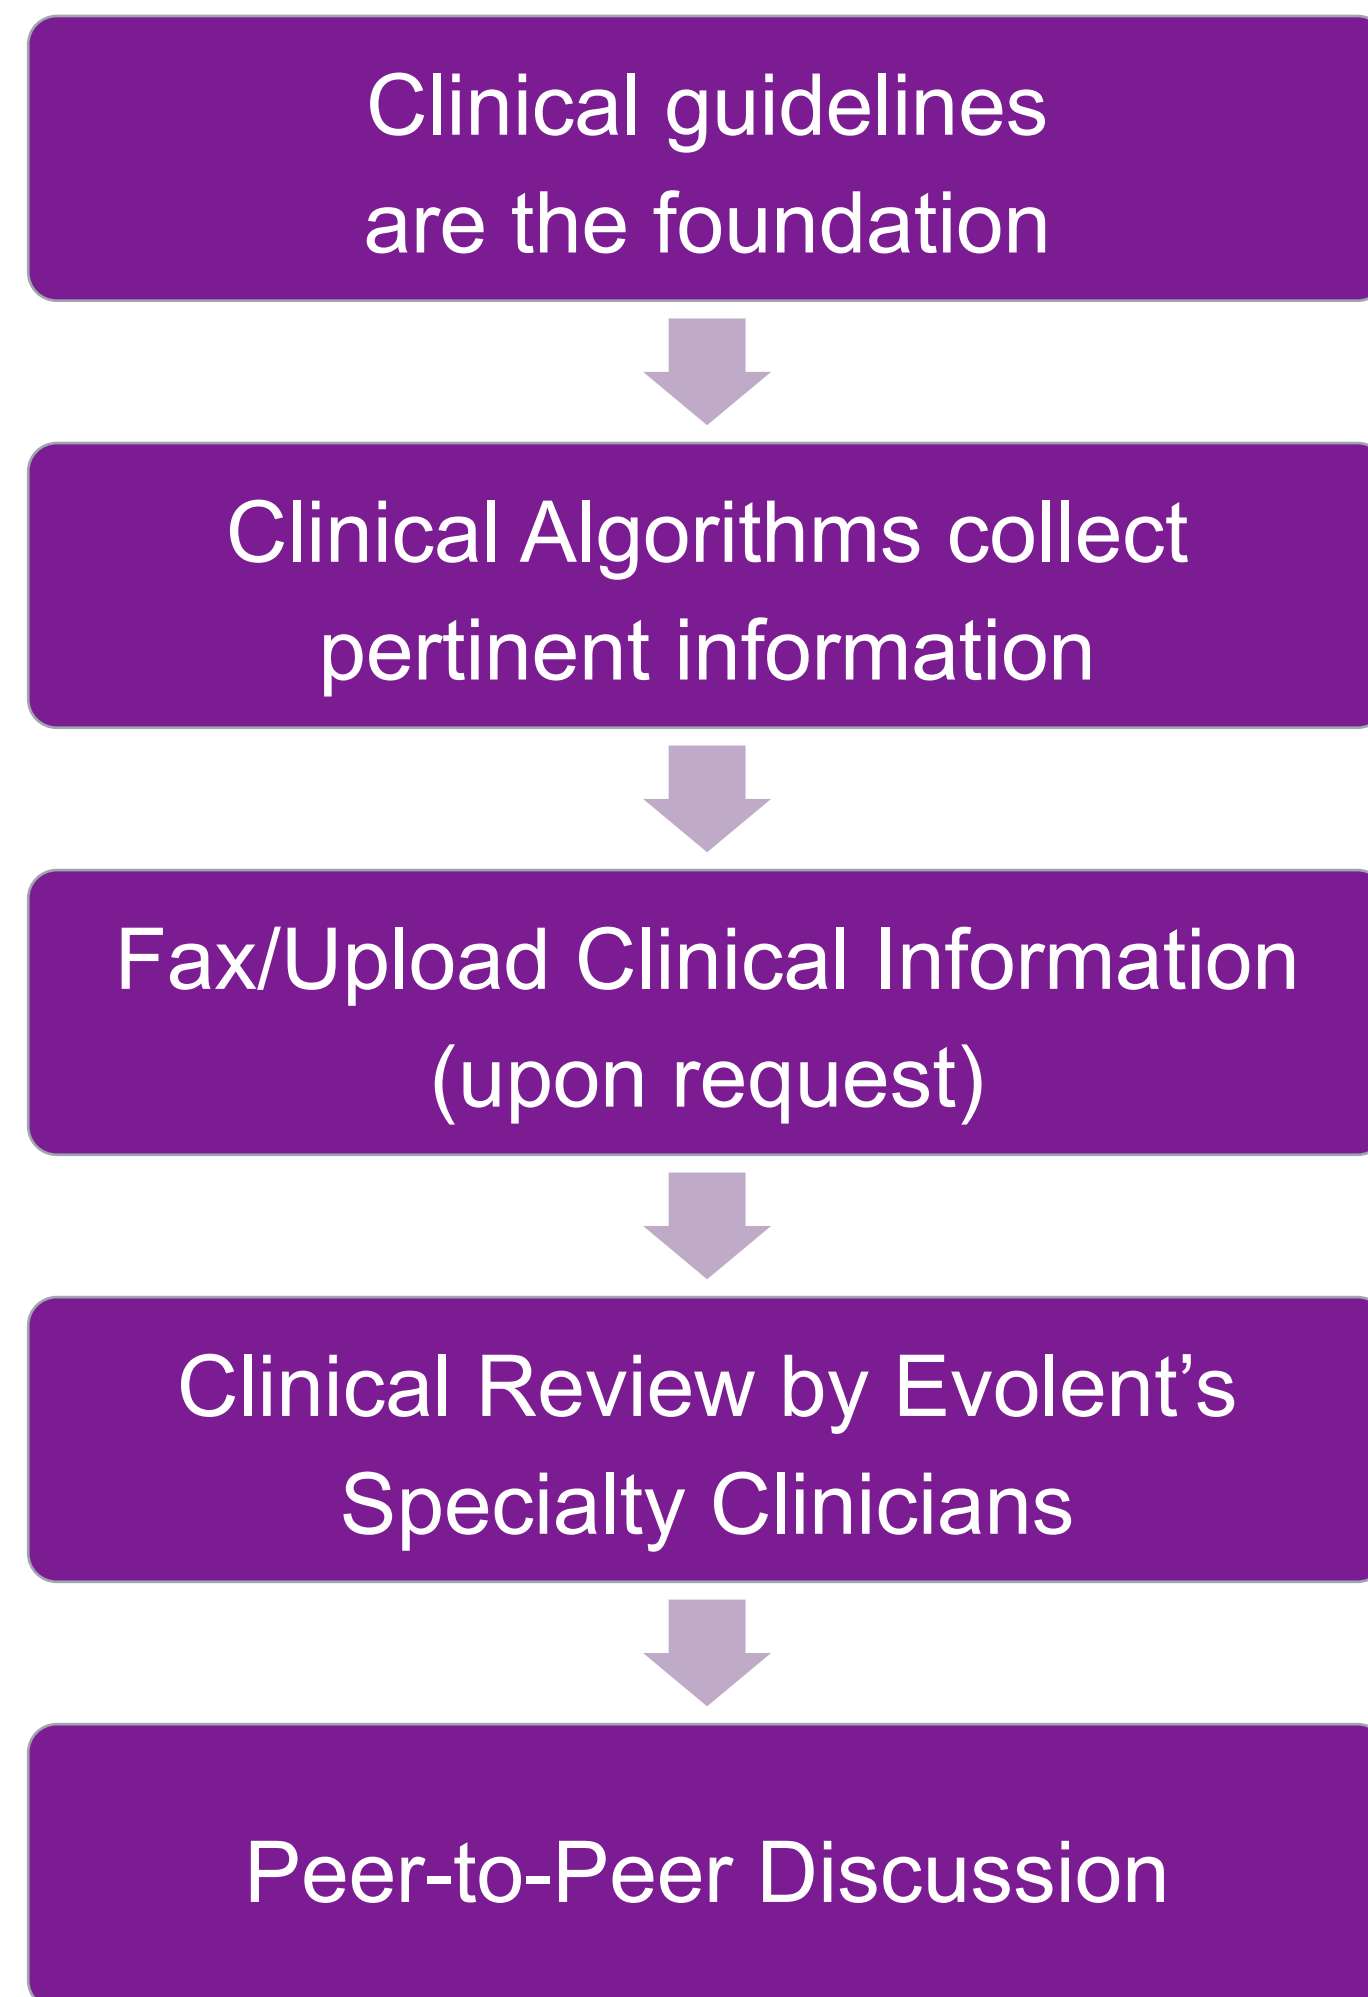 Clinical guidelines
are the foundation
Clinical Algorithms collect
pertinent information
Fax/Upload Clinical Information
(upon request)
Clinical Review by Evolent’s
Specialty Clinicians
Peer-to-Peer Discussion